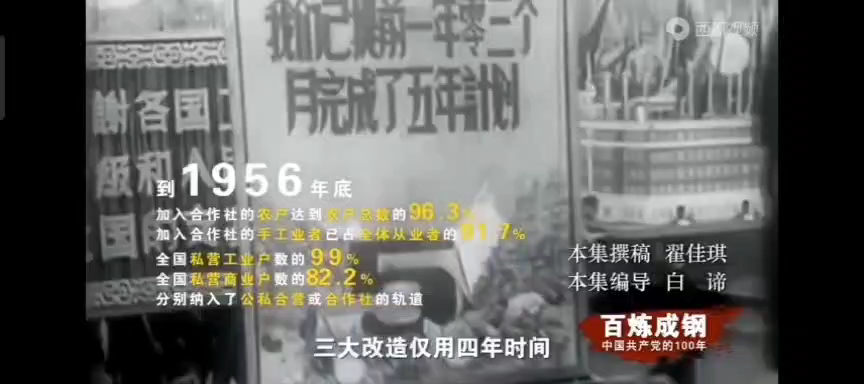 西瓜视频
我们已提前一年零三个
月完成了五年計划
謝各国工
級和人
国的
到1956年底
加入合作社的农户达到农户总数的96.3%
加入合作社的手工业者已占全体从业者的91.7%
全国私营工业户数的99%
全国私营商业户数的82.2%
分别纳入了公私合营或合作社的轨道
本集撰稿 翟佳琪
本集编导 白 谛
百炼成钢
中国共产党的100年
三大改造仅用四年时间